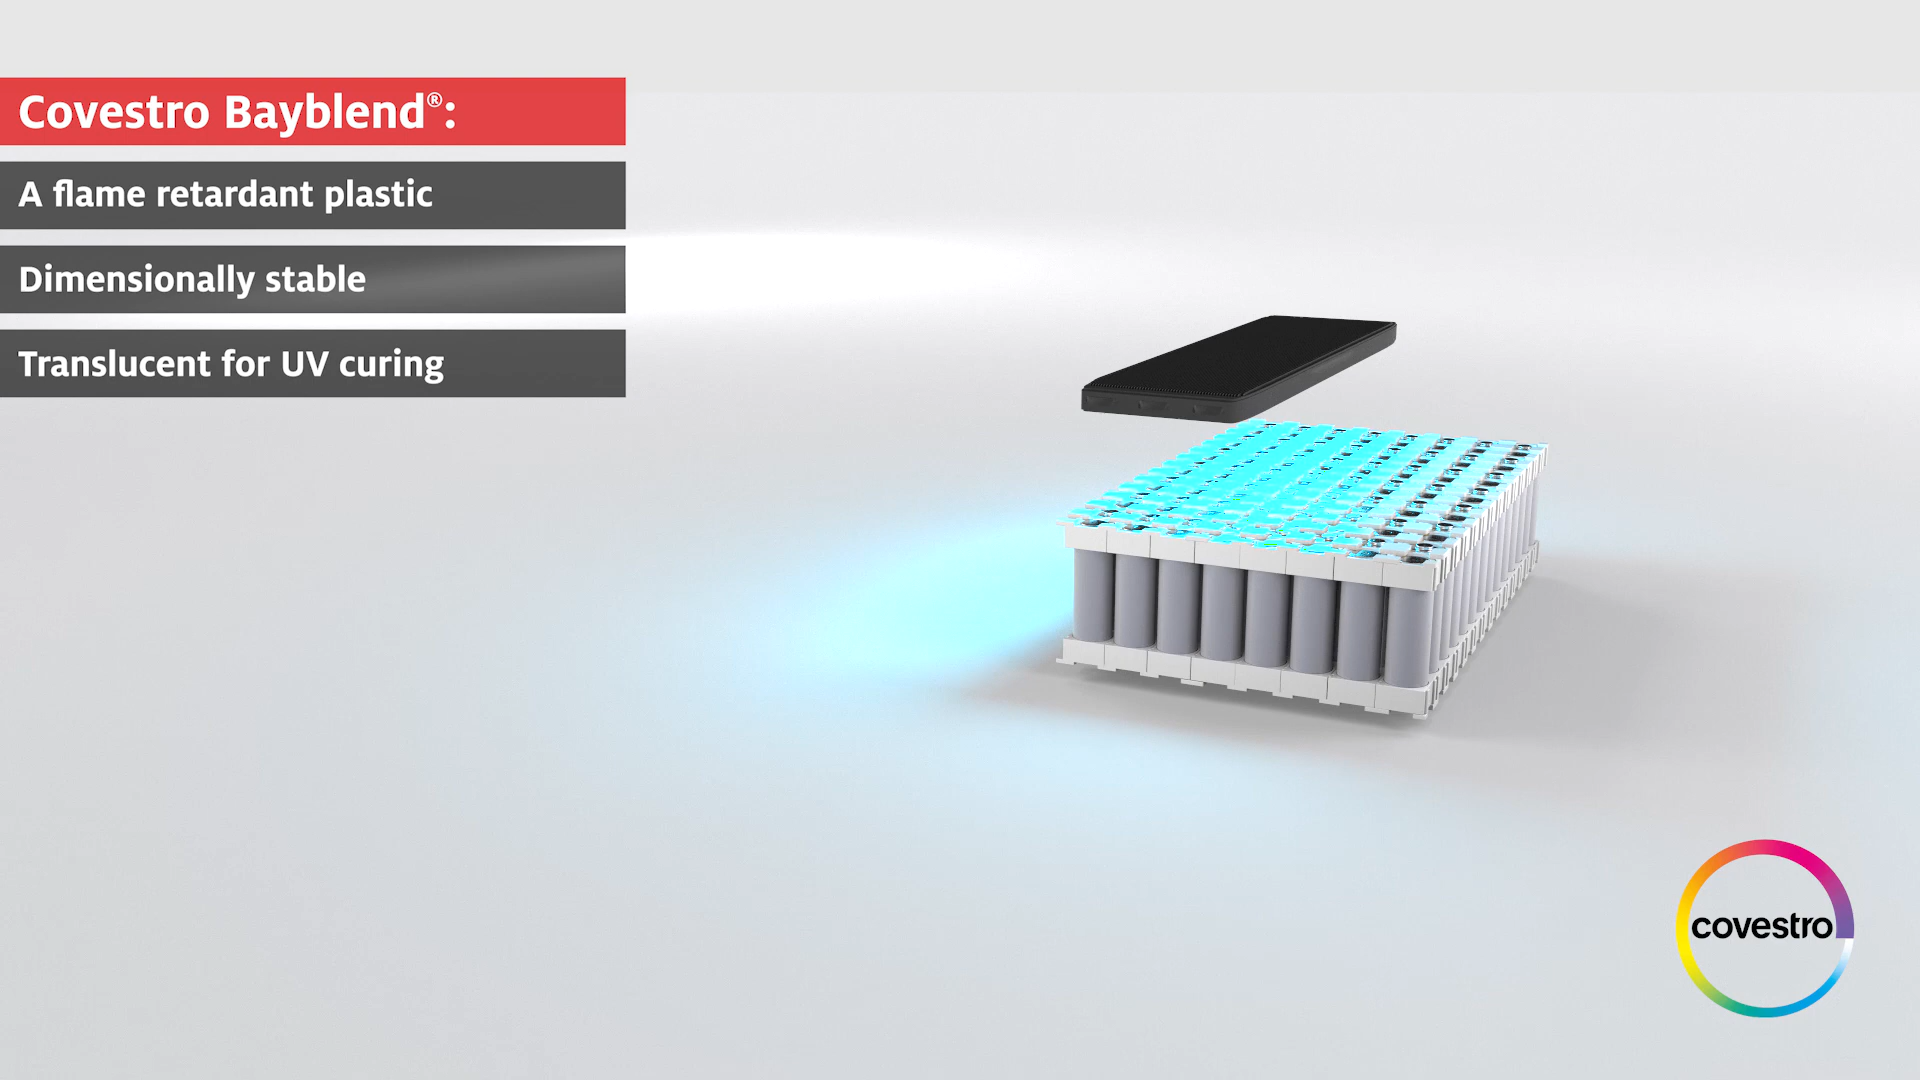 Covestro Bayblend®:
A flame retardant plastic
Dimensionally stable
Translucent for UV curing
covestro